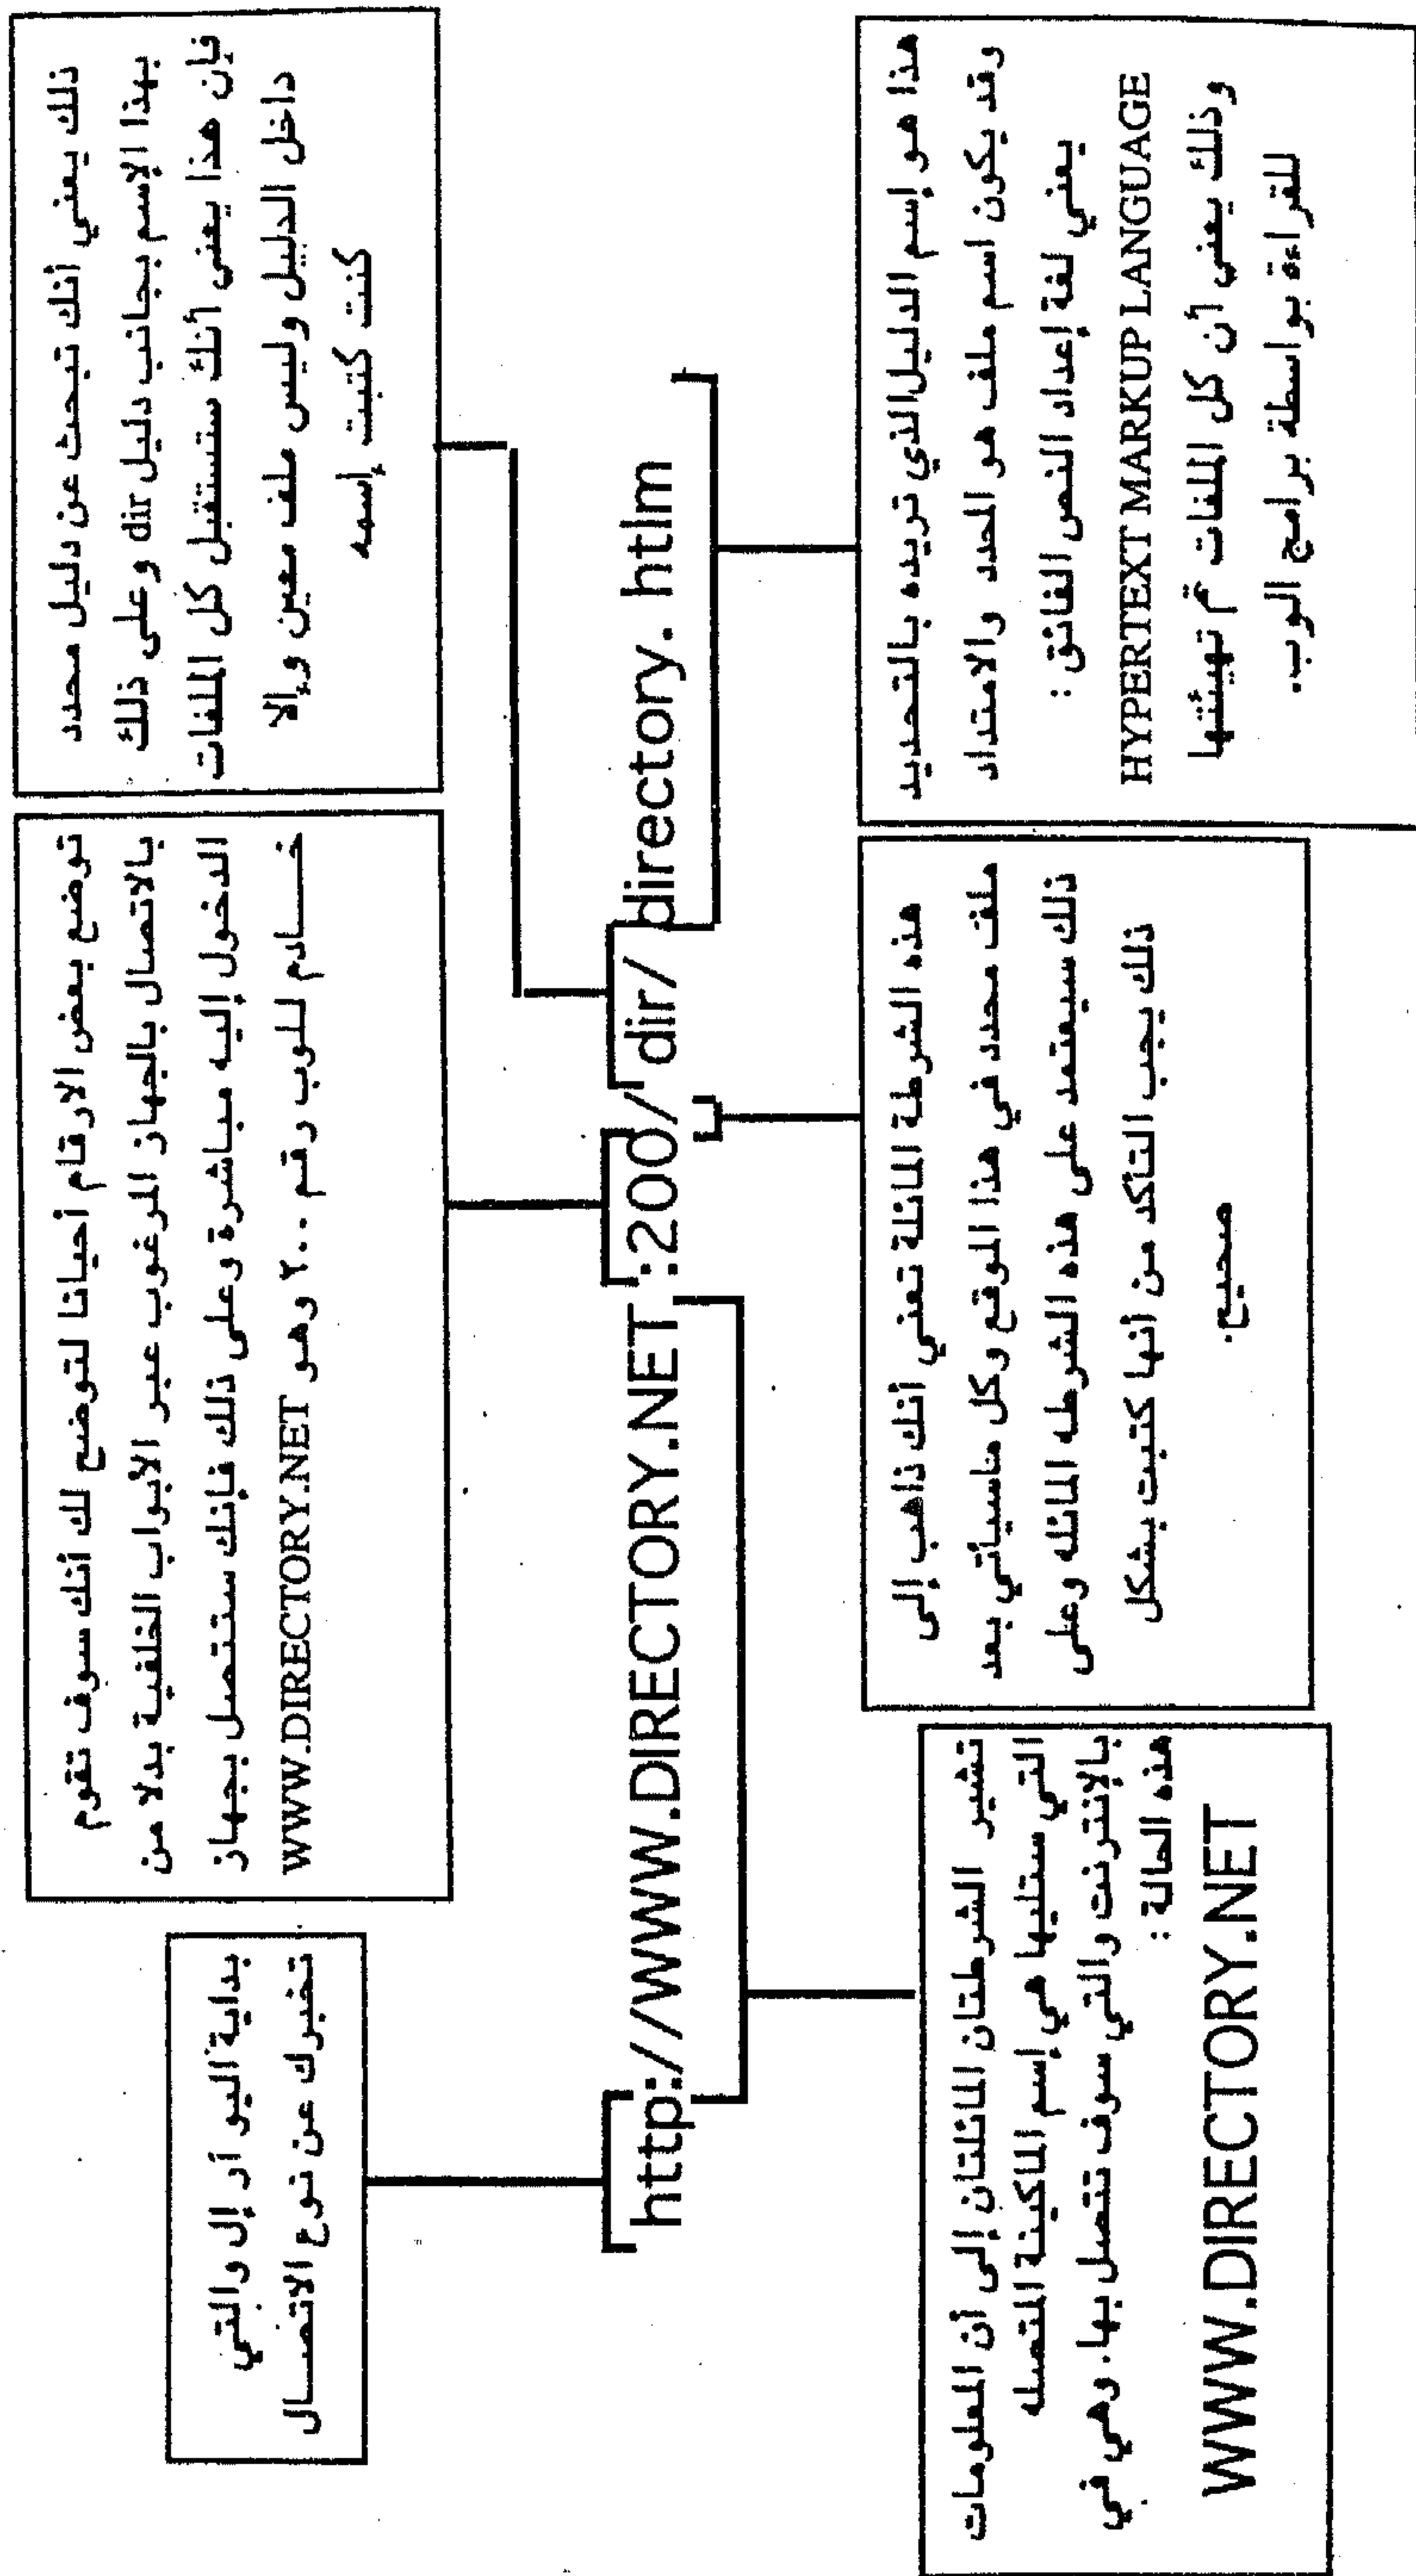 بداية اليو آر إل والتي
تخبرك عن نوع الاتصال
توضع بعض الارقام أحيانا لتوضح لك أنك سوف تقوم
بالاتصال بالجهاز المرغوب عبر الأبواب الخلفية بدلا من
الدخول إليه مباشرة وعلى ذلك فإنك ستتصل بجهاز
WWW.DIRECTORY.NET خادم للوب رقم ٢٠٠ وهو
ذلك يعني أنك تبحث عن دليل محدد
بهذا الإسم بجانب دليل dir وعلى ذلك
فإن هذا يعني أنك ستستقبل كل الملفات
داخل الدليل وليس ملف معين وإلا
كنت كتبت إسمه
http://WWW.DIRECTORY.NET:200/dir/directory. htlm
تشير الشرطتان المائلتان إلى أن المعلومات
التي ستليها هي إسم الماكينة المتصله
بالإنترنت والتي سوف تتصل بها. وهي في
هذه الحالة :
WWW.DIRECTORY.NET
هذه الشرطة المائلة تعني أنك ذاهب إلى
ملف محدد في هذا الموقع وكل ماسيأتي بعد
ذلك سيعتمد على هذه الشرطه المائله وعلى
ذلك يجب التأكد من أنها كتبت بشكل
صحيح.
هذا هو إسم الدليل الذي تريده بالتحديد
وقد يكون اسم ملف هو المحدد والامتداد
يعني لغة إعداد النص الفائق :
HYPERTEXT MARKUP LANGUAGE
وذلك يعني أن كل الملفات تم تهيئتها
للقراءة بواسطة برامج الوب.